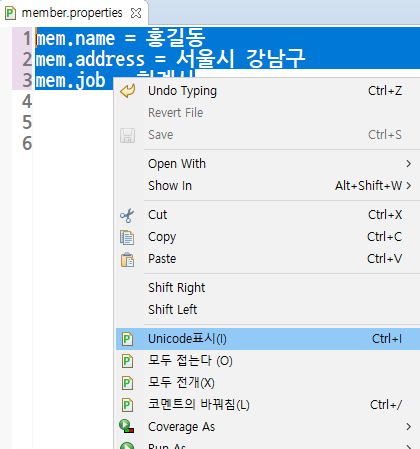 member.properties
1 mem.name = 홍길동
2 mem.address = 서울시 강남구
3 mem.job
4
5
6
Undo Typing Ctrl+Z
Revert File
Save Ctrl+S
Open With
Show In Alt+Shift+W
Cut Ctrl+X
Copy Ctrl+C
Paste Ctrl+V
Shift Right
Shift Left
Unicode표시(I) Ctrl+I
모두 접는다 (O)
모두 전개(X)
코멘트의 바꿔침(L) Ctrl+/
Coverage As
Run As